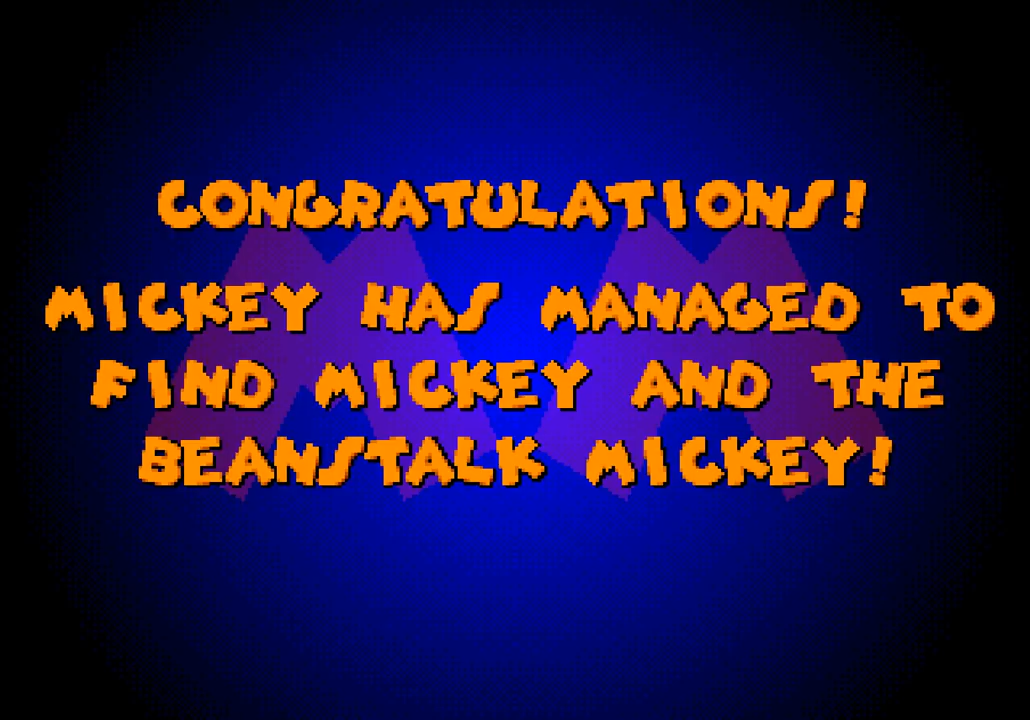 CONGRATULATIONS!
MICKEY HAS MANAGED TO
FIND MICKEY AND THE
BEANSTALK MICKEY!